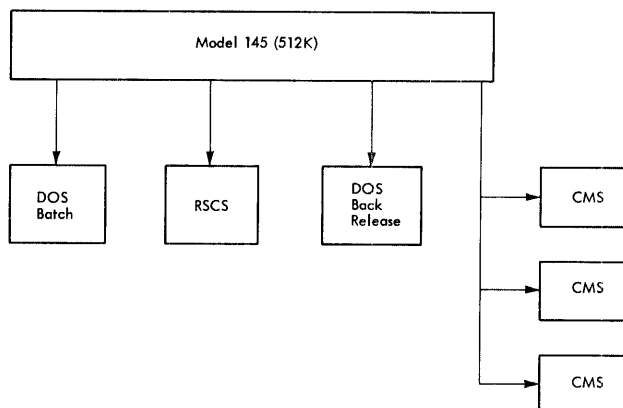 Model 145 (512K)
DOS
Batch
RSCS
DOS
Back
Release
CMS
CMS
CMS